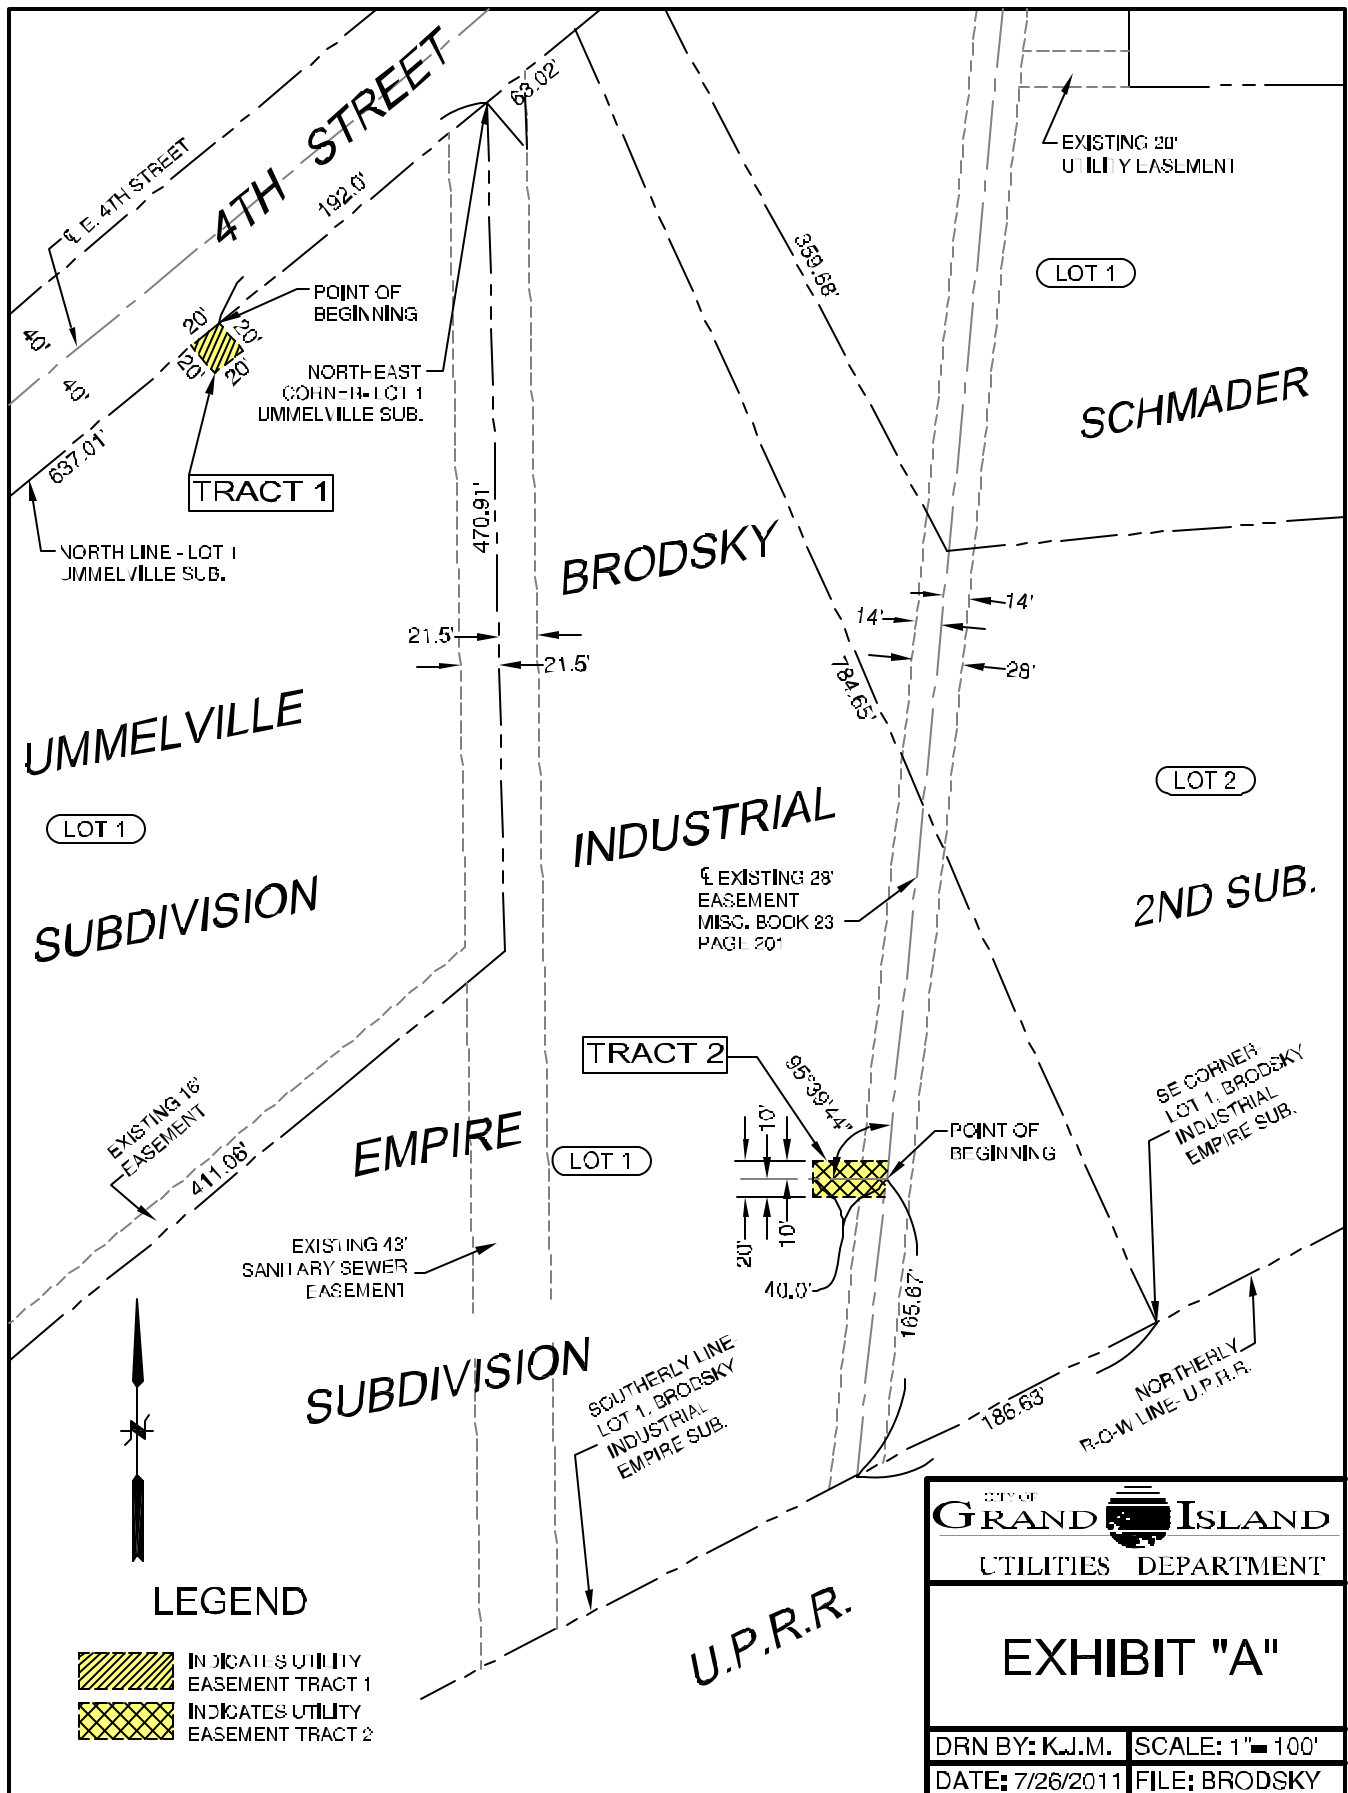 4TH STREET
63.02'
℄ E. 4TH STREET
192.0'
EXISTING 20'
UTILITY EASEMENT
LOT 1
359.68'
POINT OF
BEGINNING
20'
20'
20'
20'
40'
40'
NORTHEAST
CORNER- LOT 1
UMMELVILLE SUB.
SCHMADER
637.01'
TRACT 1
470.91'
NORTH LINE - LOT 1
UMMELVILLE SUB.
BRODSKY
14'
14'
21.5'
21.5'
28'
784.65'
UMMELVILLE
LOT 2
LOT 1
INDUSTRIAL
℄ EXISTING 28'
EASEMENT
MISC. BOOK 23
PAGE 201
2ND SUB.
SUBDIVISION
TRACT 2
95°39'44"
SE CORNER-
LOT 1, BRODSKY
INDUSTRIAL
EMPIRE SUB.
EXISTING 16'
EASEMENT
10'
POINT OF
BEGINNING
EMPIRE
LOT 1
411.06'
EXISTING 43'
SANITARY SEWER
EASEMENT
20'
10'
40.0'
165.67'
SUBDIVISION
SOUTHERLY LINE-
LOT 1, BRODSKY
INDUSTRIAL
EMPIRE SUB.
186.63'
NORTHERLY
R-O-W LINE- U.P.R.R.
N
U.P.R.R.
LEGEND
INDICATES UTILITY
EASEMENT TRACT 1
INDICATES UTILITY
EASEMENT TRACT 2
CITY OF
GRAND ISLAND
UTILITIES DEPARTMENT
EXHIBIT "A"
DRN BY: K.J.M.
SCALE: 1"= 100'
DATE: 7/26/2011
FILE: BRODSKY